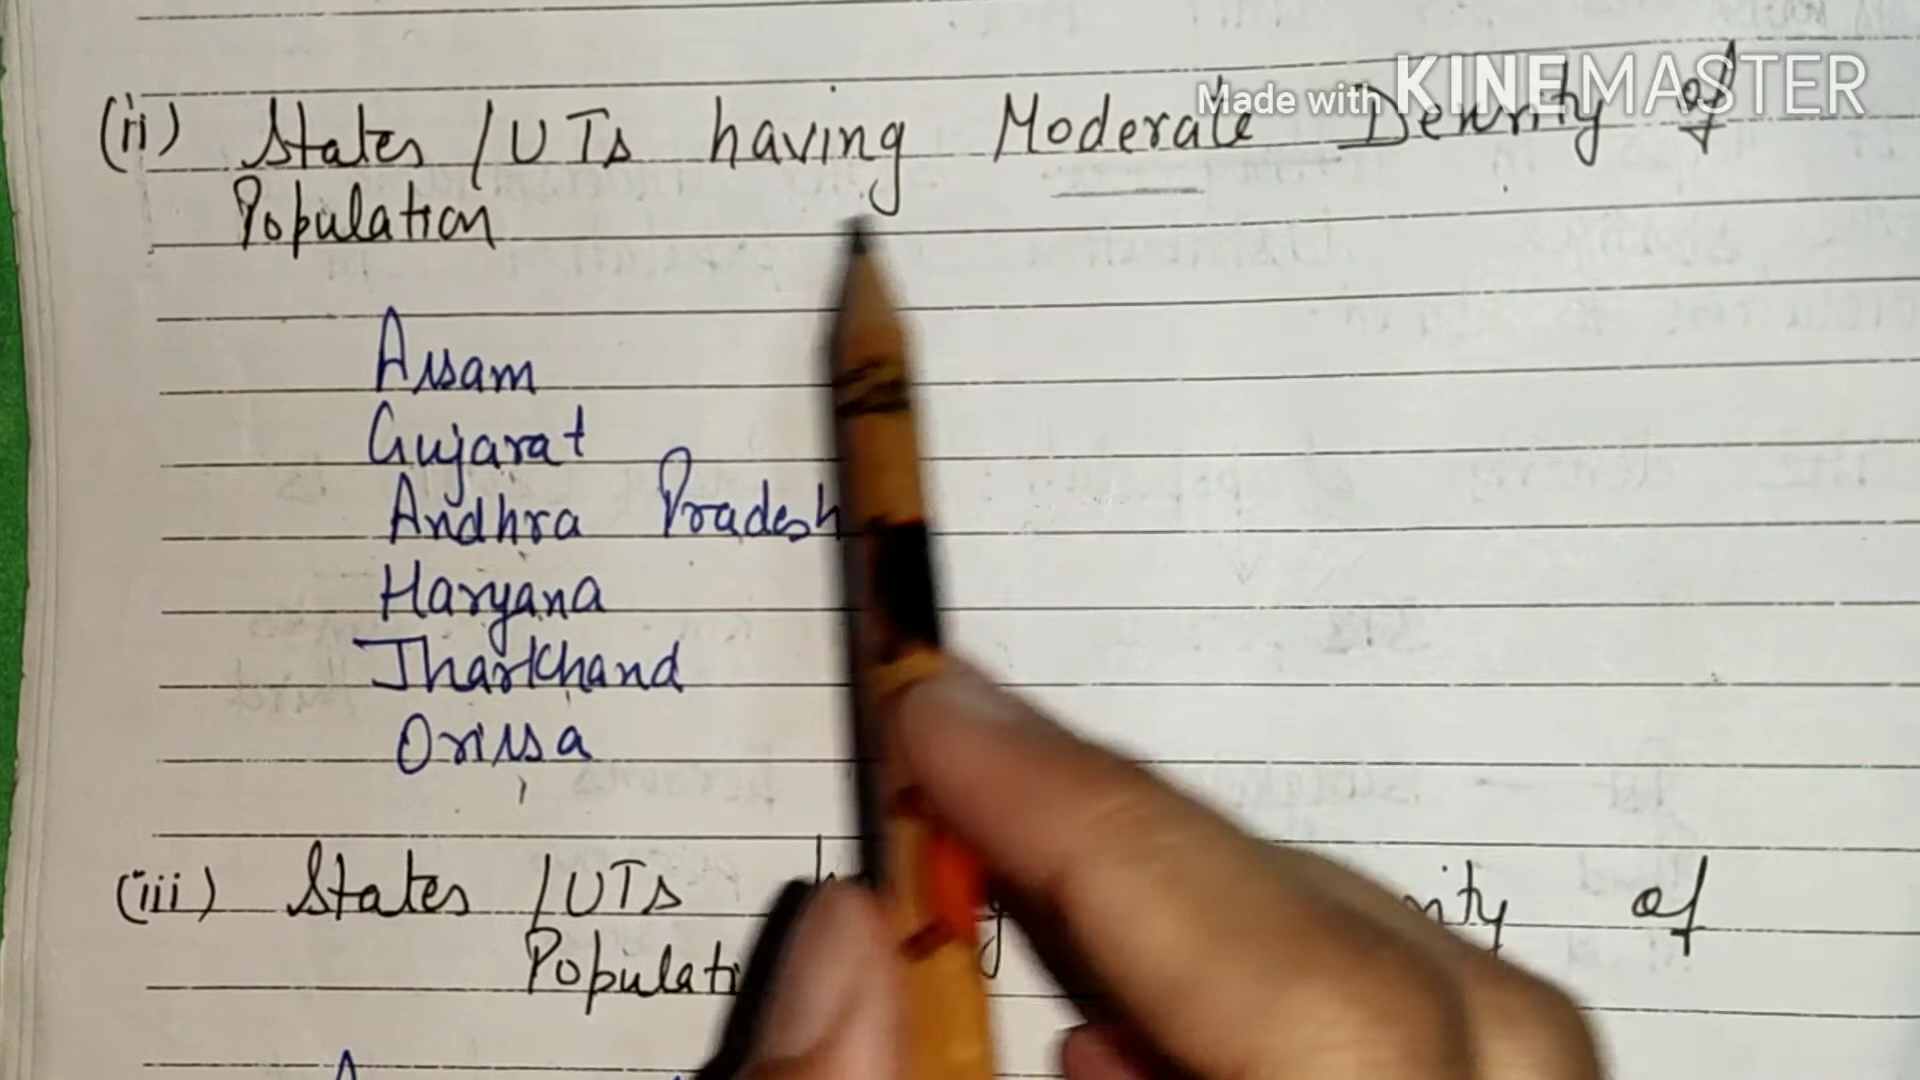 Made with KINEMASTER
(ii) States / UTs having Moderate Density of
Population
Assam
Gujarat
Andhra Pradesh
Haryana
Jharkhand
Orissa
(iii) States / UTs of